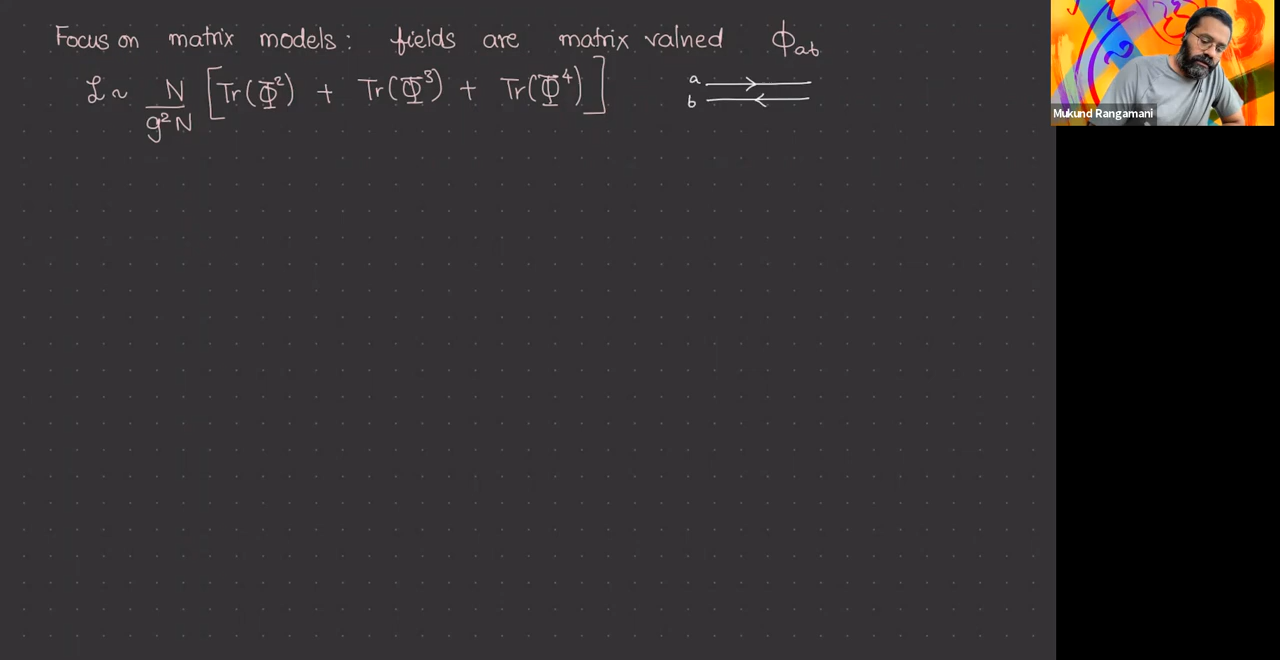 Focus on matrix models: fields are matrix valued Φab
ℒ ~ N/g²N [Tr(Φ²) + Tr(Φ³) + Tr(Φ⁴)]
a
b
Mukund Rangamani